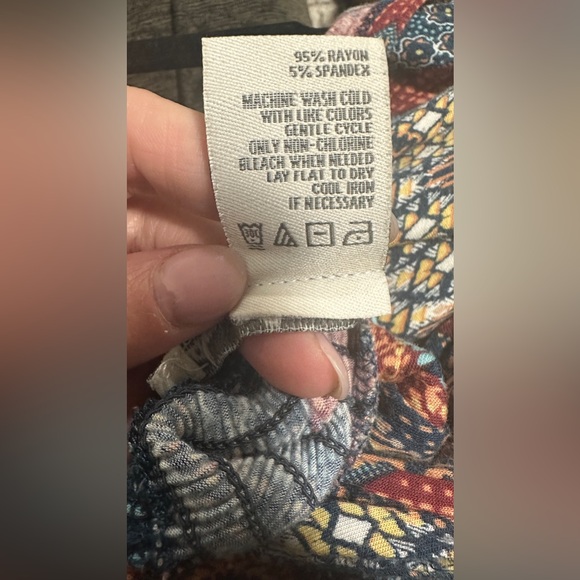 95% RAYON
5% SPANDEX
MACHINE WASH COLD
WITH LIKE COLORS
GENTLE CYCLE
ONLY NON-CHLORINE
BLEACH WHEN NEEDED
LAY FLAT TO DRY
COOL IRON
IF NECESSARY